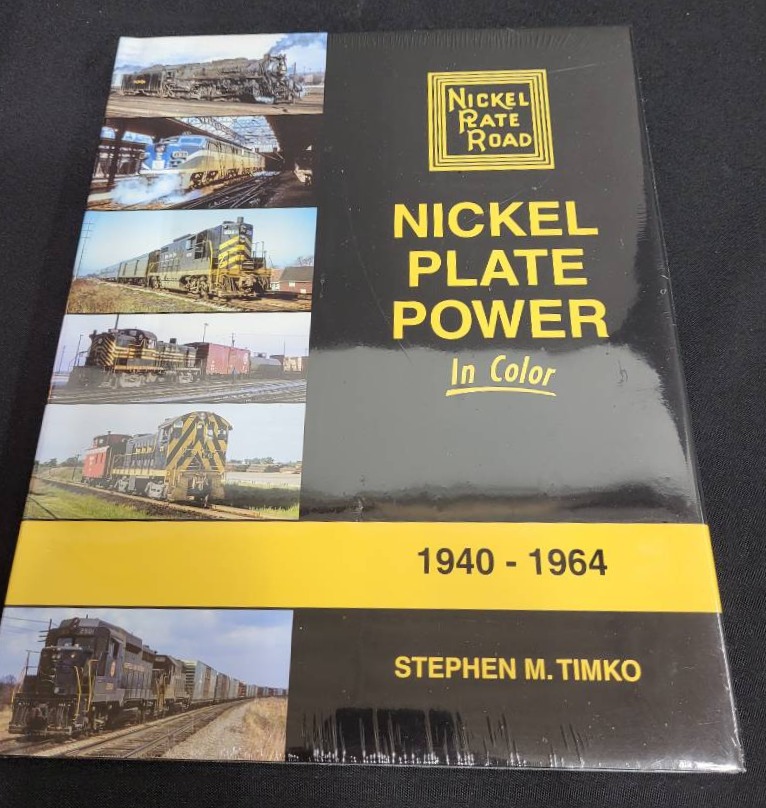 NICKEL
PLATE
ROAD
NICKEL
PLATE
POWER
In Color
1940 - 1964
STEPHEN M. TIMKO